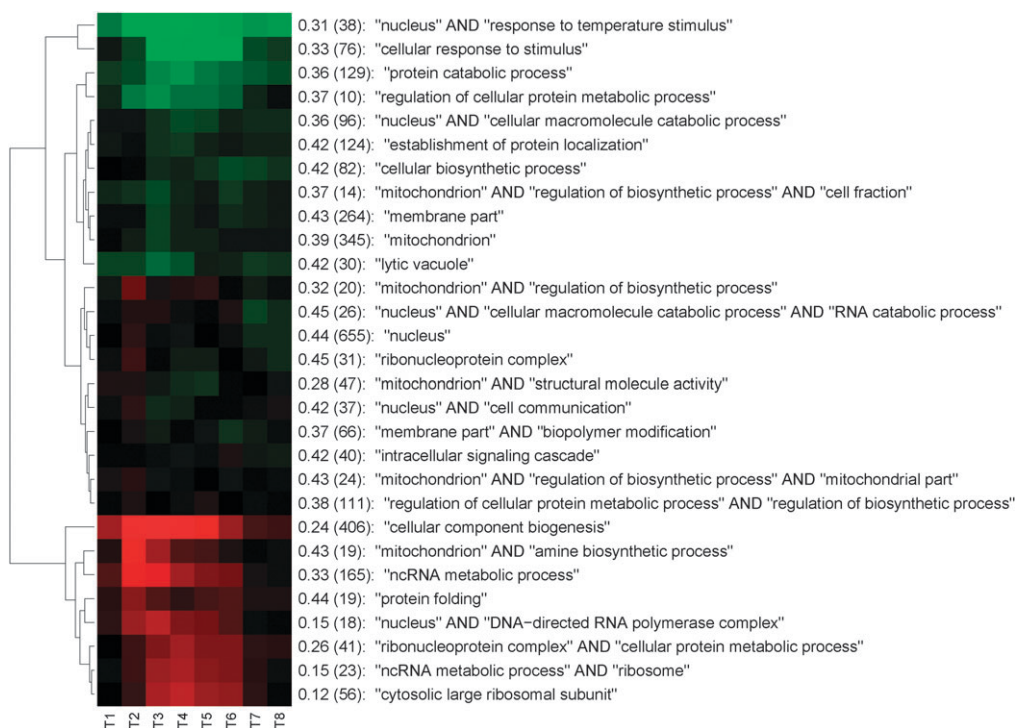 0.31 (38): "nucleus" AND "response to temperature stimulus"
0.33 (76): "cellular response to stimulus"
0.36 (129): "protein catabolic process"
0.37 (10): "regulation of cellular protein metabolic process"
0.36 (96): "nucleus" AND "cellular macromolecule catabolic process"
0.42 (124): "establishment of protein localization"
0.42 (82): "cellular biosynthetic process"
0.37 (14): "mitochondrion" AND "regulation of biosynthetic process" AND "cell fraction"
0.43 (264): "membrane part"
0.39 (345): "mitochondrion"
0.42 (30): "lytic vacuole"
0.32 (20): "mitochondrion" AND "regulation of biosynthetic process"
0.45 (26): "nucleus" AND "cellular macromolecule catabolic process" AND "RNA catabolic process"
0.44 (655): "nucleus"
0.45 (31): "ribonucleoprotein complex"
0.28 (47): "mitochondrion" AND "structural molecule activity"
0.42 (37): "nucleus" AND "cell communication"
0.37 (66): "membrane part" AND "biopolymer modification"
0.42 (40): "intracellular signaling cascade"
0.43 (24): "mitochondrion" AND "regulation of biosynthetic process" AND "mitochondrial part"
0.38 (111): "regulation of cellular protein metabolic process" AND "regulation of biosynthetic process"
0.24 (406): "cellular component biogenesis"
0.43 (19): "mitochondrion" AND "amine biosynthetic process"
0.33 (165): "ncRNA metabolic process"
0.44 (19): "protein folding"
0.15 (18): "nucleus" AND "DNA−directed RNA polymerase complex"
0.26 (41): "ribonucleoprotein complex" AND "cellular protein metabolic process"
0.15 (23): "ncRNA metabolic process" AND "ribosome"
0.12 (56): "cytosolic large ribosomal subunit"
T1 T2 T3 T4 T5 T6 T7 T8